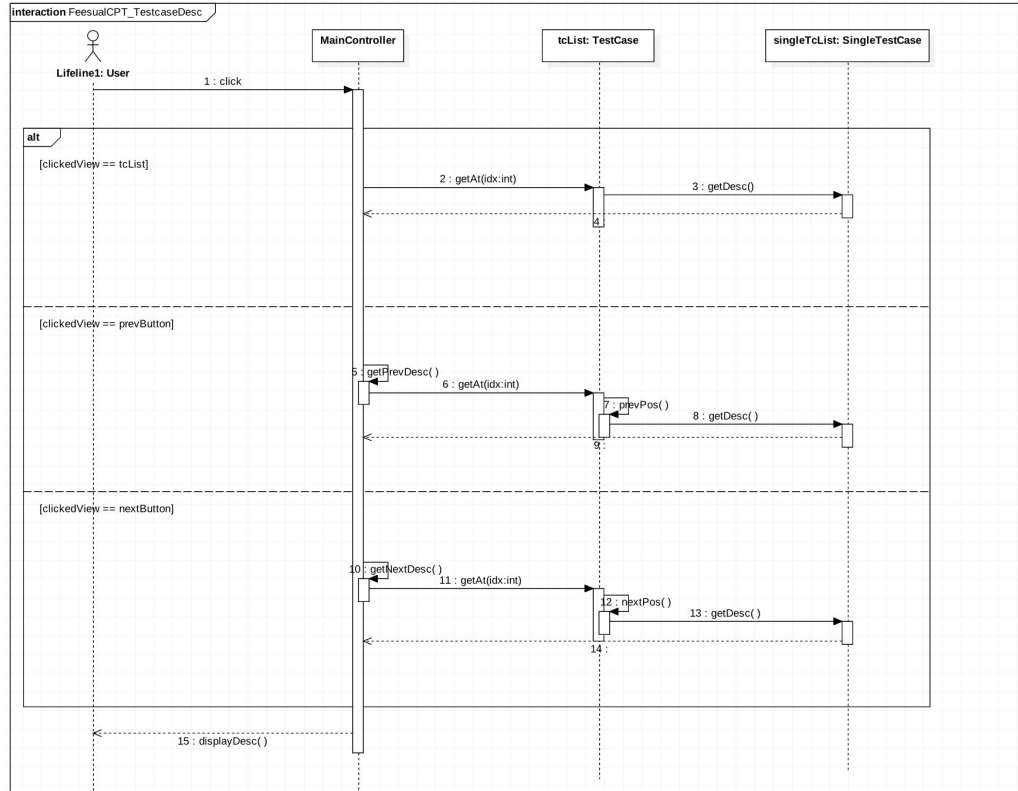 interaction FeesualCPT_TestcaseDesc
Lifeline1: User
MainController
tcList: TestCase
singleTcList: SingleTestCase
1 : click
alt
[clickedView == tcList]
2 : getAt(idx:int)
3 : getDesc()
4 :
[clickedView == prevButton]
5 : getPrevDesc( )
6 : getAt(idx:int)
7 : prevPos( )
8 : getDesc( )
9 :
[clickedView == nextButton]
10 : getNextDesc( )
11 : getAt(idx:int)
12 : nextPos( )
13 : getDesc( )
14 :
15 : displayDesc( )